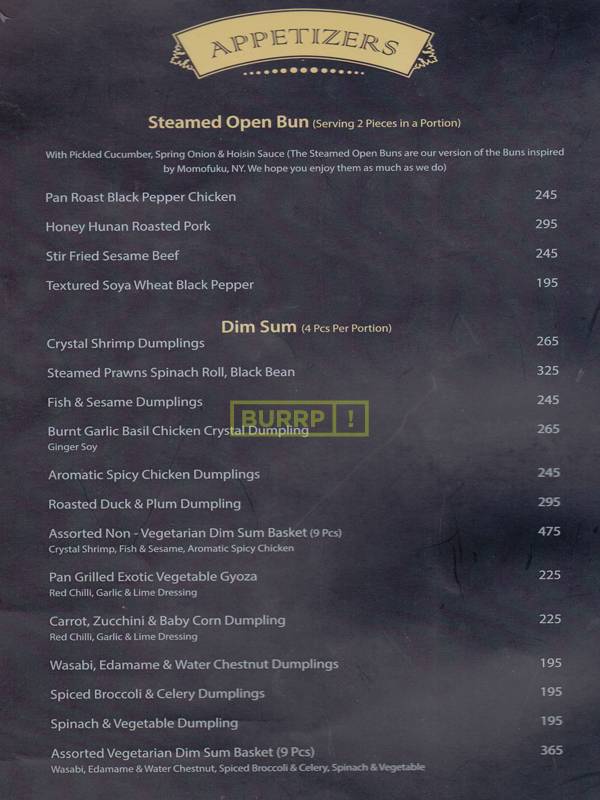 APPETIZERS
Steamed Open Bun (Serving 2 Pieces in a Portion)
With Pickled Cucumber, Spring Onion & Hoisin Sauce (The Steamed Open Buns are our version of the Buns inspired
by Momofuku, NY. We hope you enjoy them as much as we do)
Pan Roast Black Pepper Chicken 245
Honey Hunan Roasted Pork 295
Stir Fried Sesame Beef 245
Textured Soya Wheat Black Pepper 195
Dim Sum (4 Pcs Per Portion)
Crystal Shrimp Dumplings 265
Steamed Prawns Spinach Roll, Black Bean 325
Fish & Sesame Dumplings 245
BURRP!
Burnt Garlic Basil Chicken Crystal Dumpling 265
Ginger Soy
Aromatic Spicy Chicken Dumplings 245
Roasted Duck & Plum Dumpling 295
Assorted Non - Vegetarian Dim Sum Basket (9 Pcs) 475
Crystal Shrimp, Fish & Sesame, Aromatic Spicy Chicken
Pan Grilled Exotic Vegetable Gyoza 225
Red Chilli, Garlic & Lime Dressing
Carrot, Zucchini & Baby Corn Dumpling 225
Red Chilli, Garlic & Lime Dressing
Wasabi, Edamame & Water Chestnut Dumplings 195
Spiced Broccoli & Celery Dumplings 195
Spinach & Vegetable Dumpling 195
Assorted Vegetarian Dim Sum Basket (9 Pcs) 365
Wasabi, Edamame & Water Chestnut, Spiced Broccoli & Celery, Spinach & Vegetable